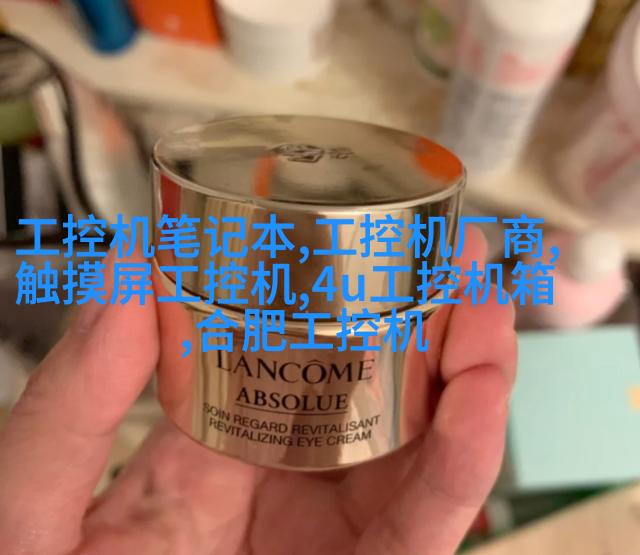 工控机笔记本,工控机厂商,
触摸屏工控机,4u工控机箱
,合肥工控机
LANCÔME
ABSOLUE
SOIN REGARD REVITALISANT
REVITALIZING EYE CREAM